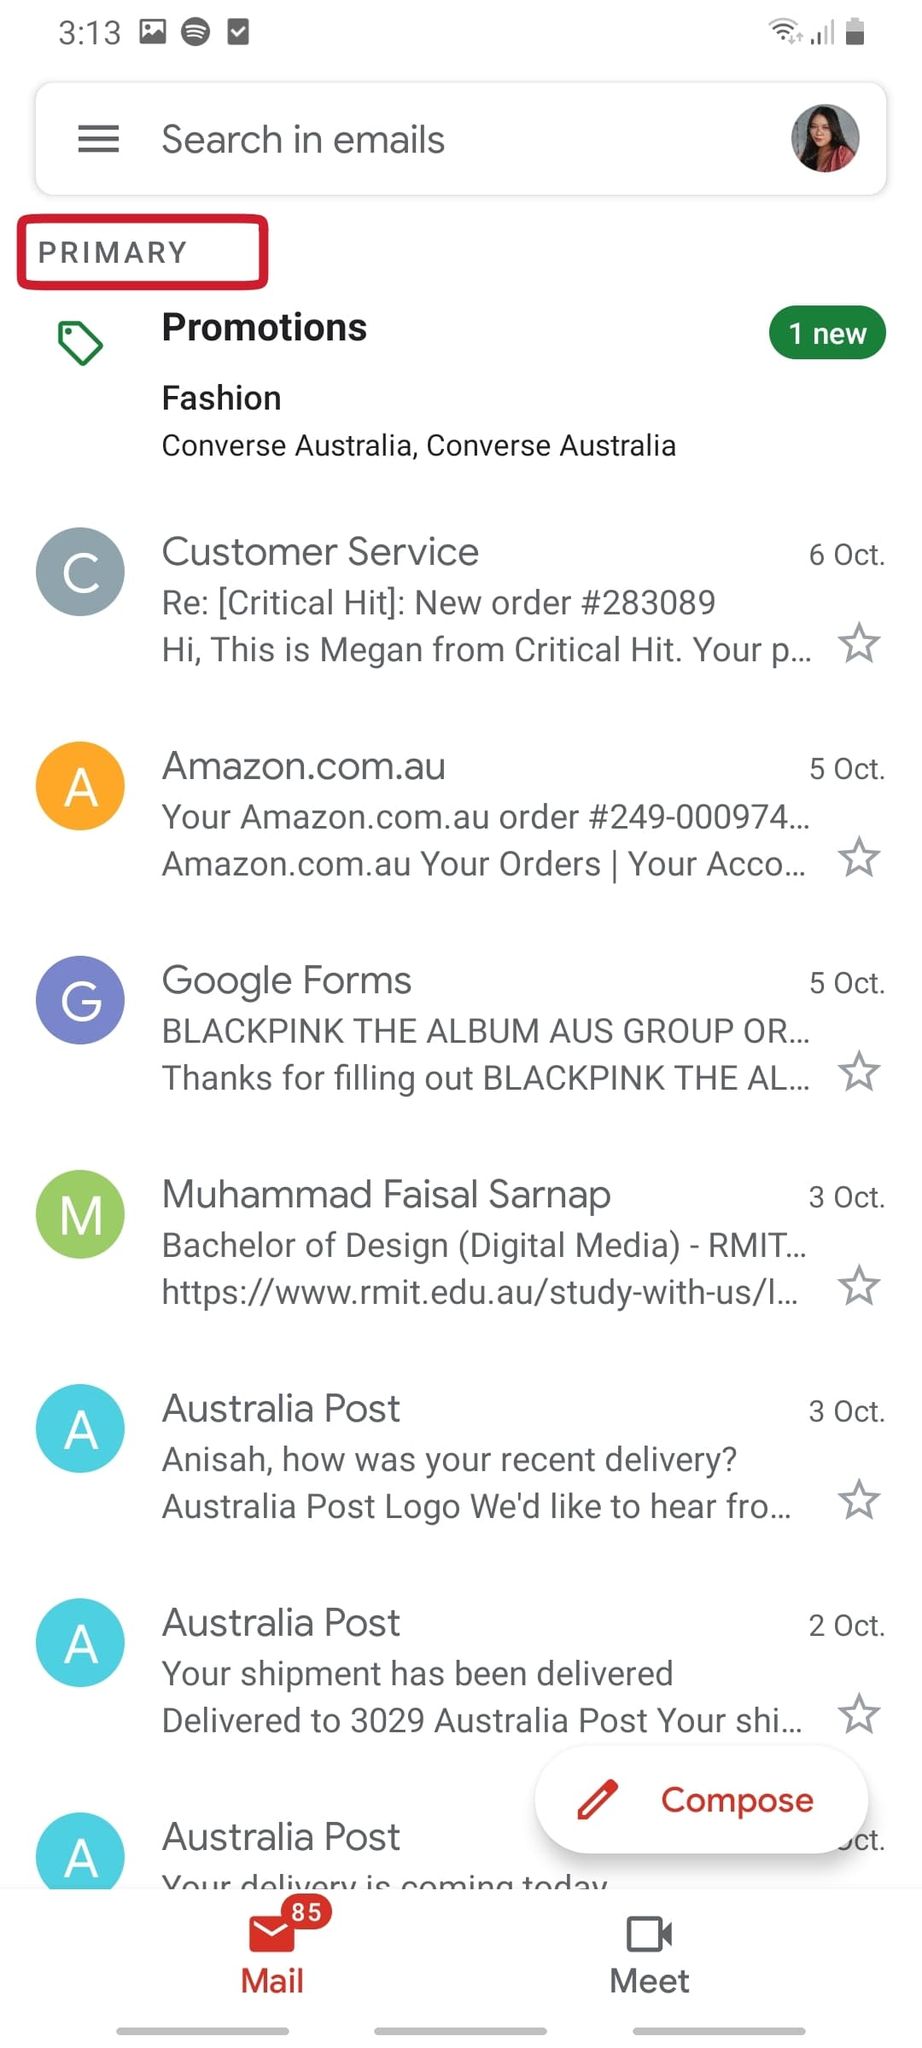 3:13
Search in emails
PRIMARY
Promotions
1 new
Fashion
Converse Australia, Converse Australia
C
Customer Service
6 Oct.
Re: [Critical Hit]: New order #283089
Hi, This is Megan from Critical Hit. Your p...
A
Amazon.com.au
5 Oct.
Your Amazon.com.au order #249-000974...
Amazon.com.au Your Orders | Your Acco...
G
Google Forms
5 Oct.
BLACKPINK THE ALBUM AUS GROUP OR...
Thanks for filling out BLACKPINK THE AL...
M
Muhammad Faisal Sarnap
3 Oct.
Bachelor of Design (Digital Media) - RMIT...
https://www.rmit.edu.au/study-with-us/l...
A
Australia Post
3 Oct.
Anisah, how was your recent delivery?
Australia Post Logo We'd like to hear fro...
A
Australia Post
2 Oct.
Your shipment has been delivered
Delivered to 3029 Australia Post Your shi...
Compose
A
Australia Post
Oct.
Your delivery is coming today
85
Mail
Meet